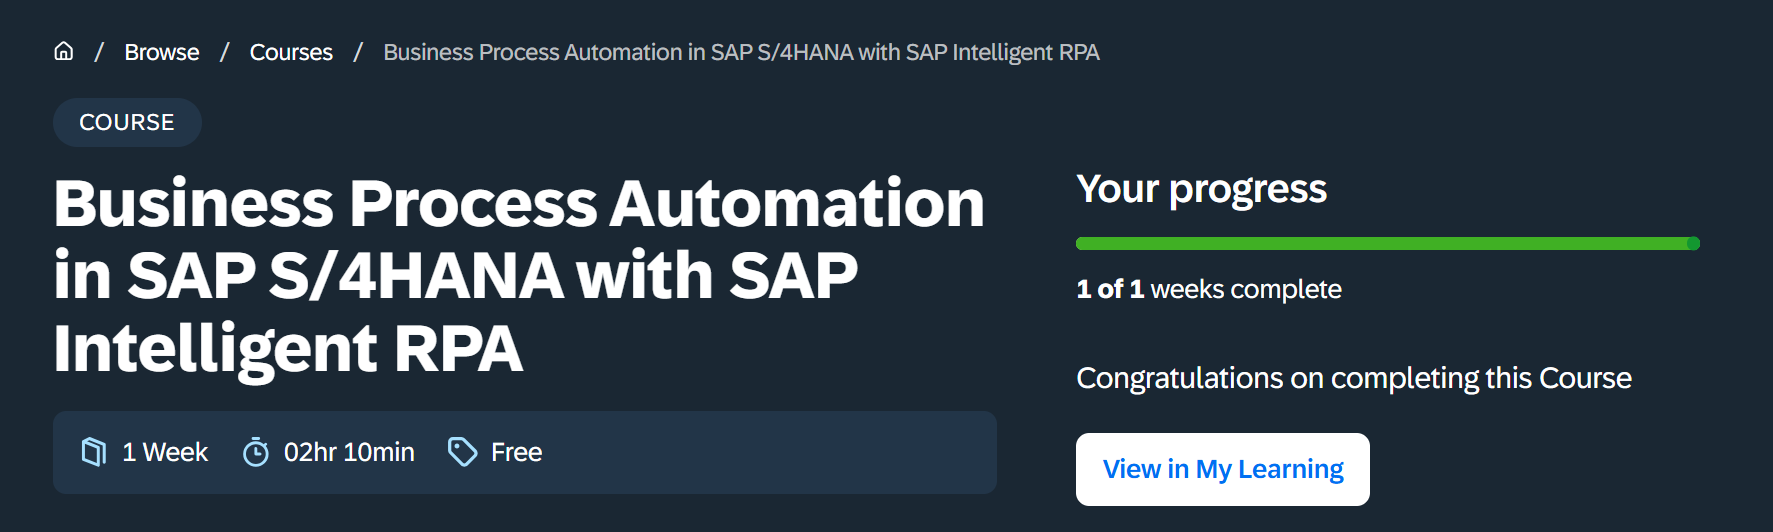 / Browse / Courses / Business Process Automation in SAP S/4HANA with SAP Intelligent RPA
COURSE
Business Process Automation
in SAP S/4HANA with SAP
Intelligent RPA
1 Week 02hr 10min Free
Your progress
1 of 1 weeks complete
Congratulations on completing this Course
View in My Learning